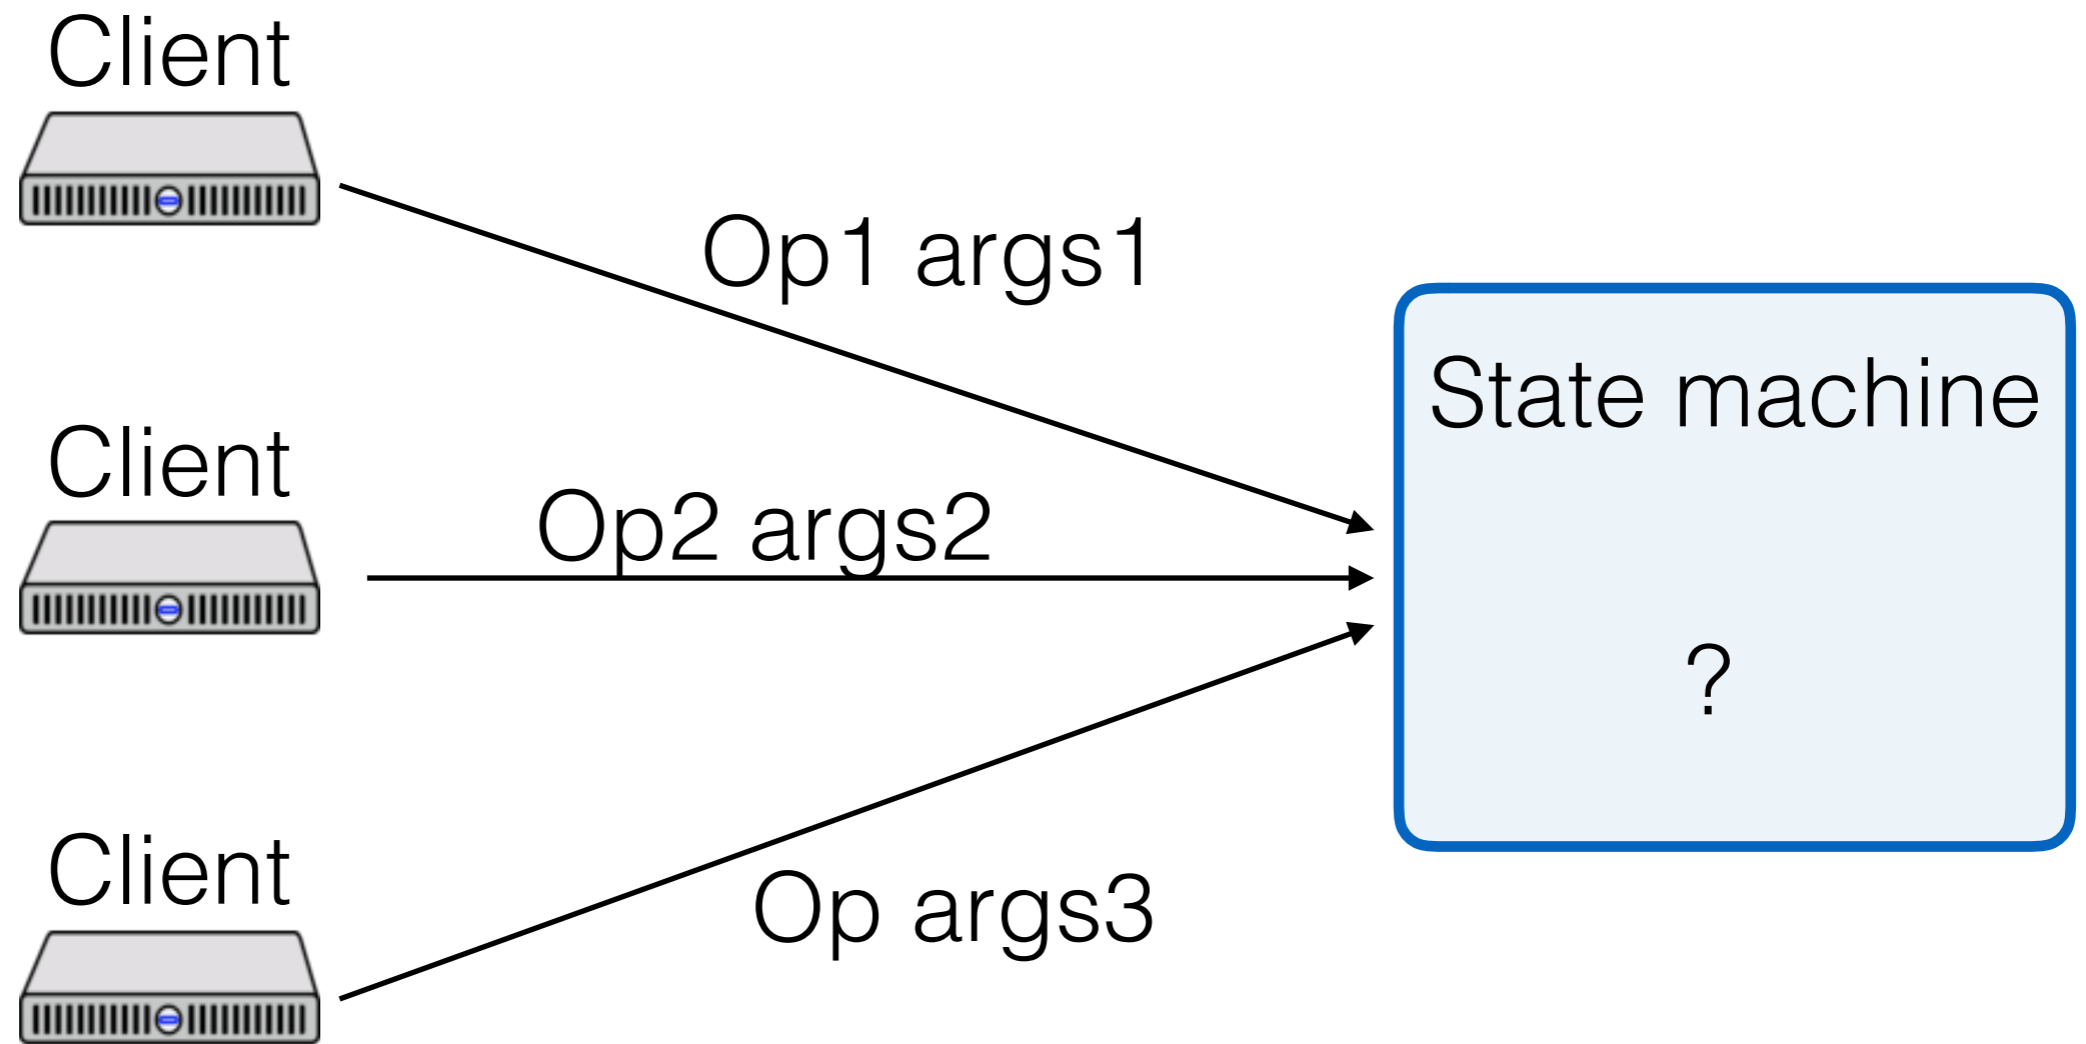 Client
Op1 args1
State machine
Client
Op2 args2
?
Client
Op args3